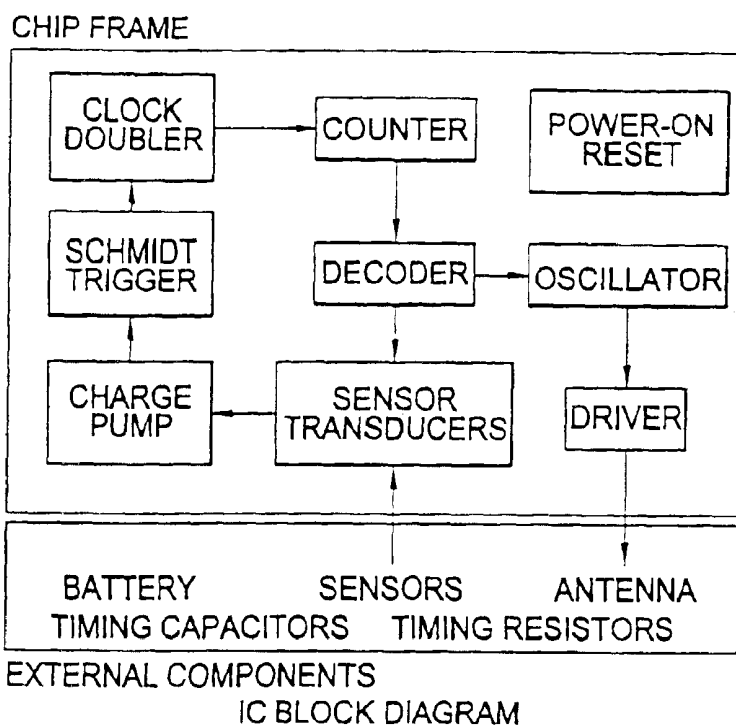 CHIP FRAME
CLOCK
DOUBLER
COUNTER
POWER-ON
RESET
SCHMIDT
TRIGGER
DECODER
OSCILLATOR
CHARGE
PUMP
SENSOR
TRANSDUCERS
DRIVER
BATTERY
SENSORS
ANTENNA
TIMING CAPACITORS
TIMING RESISTORS
EXTERNAL COMPONENTS
IC BLOCK DIAGRAM